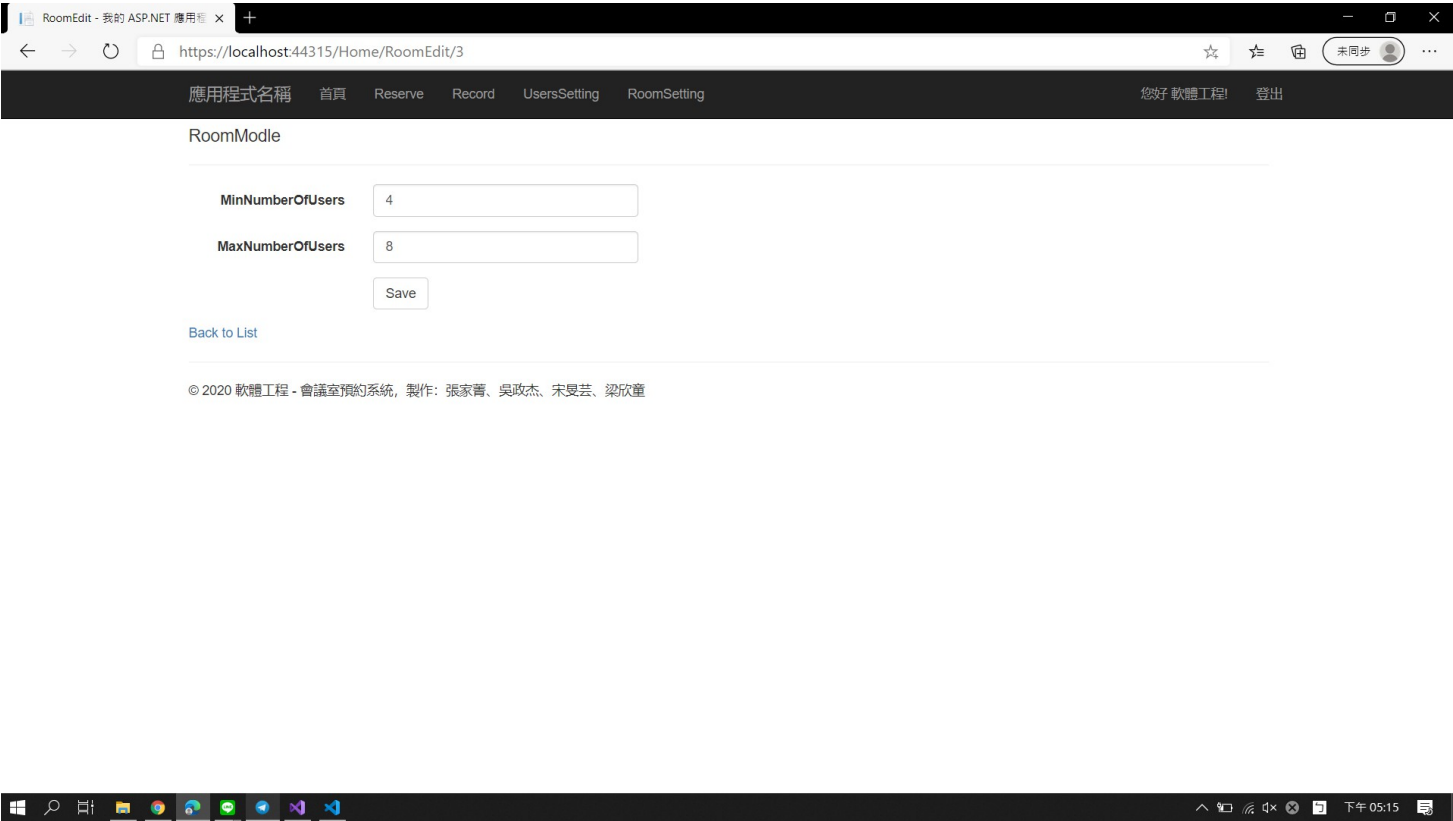 RoomEdit - 我的 ASP.NET 應用程
https://localhost:44315/Home/RoomEdit/3
未同步
應用程式名稱 首頁 Reserve Record UsersSetting RoomSetting 您好 軟體工程! 登出
RoomModle
MinNumberOfUsers 4
MaxNumberOfUsers 8
Save
Back to List
© 2020 軟體工程 - 會議室預約系統，製作：張家菁、吳政杰、宋旻芸、梁欣童
下午 05:15